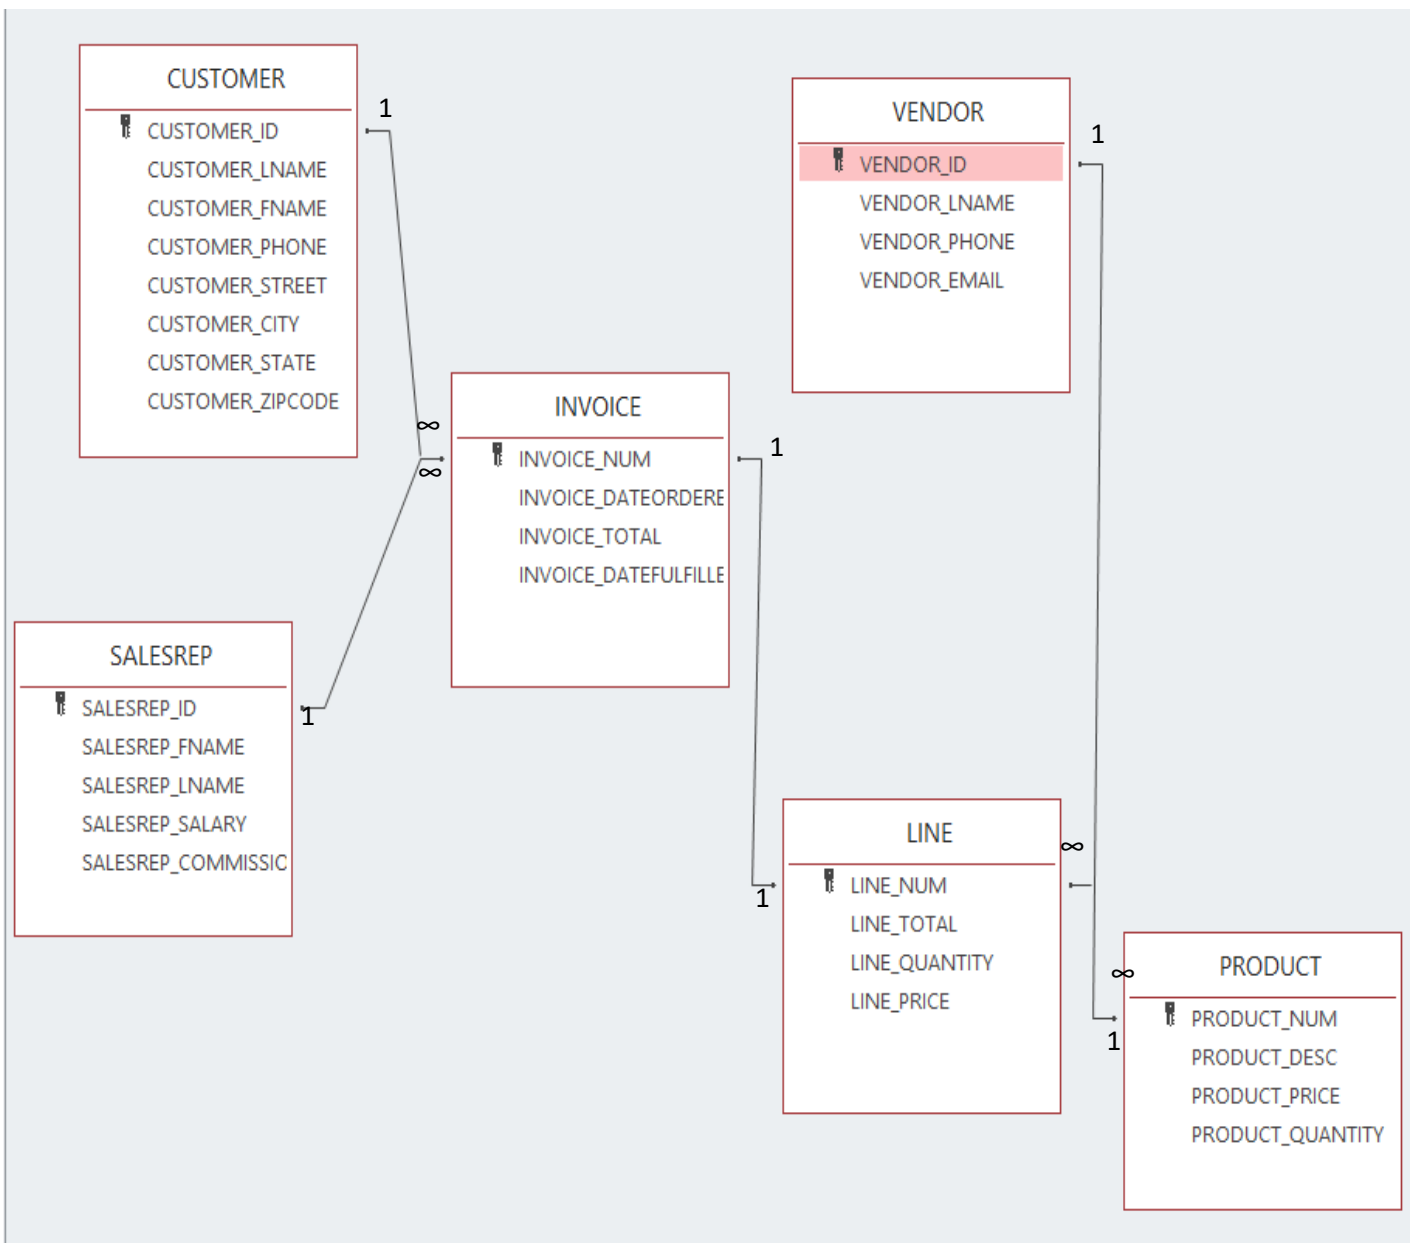 CUSTOMER
CUSTOMER_ID
CUSTOMER_LNAME
CUSTOMER_FNAME
CUSTOMER_PHONE
CUSTOMER_STREET
CUSTOMER_CITY
CUSTOMER_STATE
CUSTOMER_ZIPCODE
1
∞
∞
VENDOR
VENDOR_ID
VENDOR_LNAME
VENDOR_PHONE
VENDOR_EMAIL
1
INVOICE
INVOICE_NUM
INVOICE_DATEORDERE
INVOICE_TOTAL
INVOICE_DATEFULFILLE
1
SALESREP
SALESREP_ID
SALESREP_FNAME
SALESREP_LNAME
SALESREP_SALARY
SALESREP_COMMISSIO
1
1
LINE
LINE_NUM
LINE_TOTAL
LINE_QUANTITY
LINE_PRICE
∞
∞
1
PRODUCT
PRODUCT_NUM
PRODUCT_DESC
PRODUCT_PRICE
PRODUCT_QUANTITY